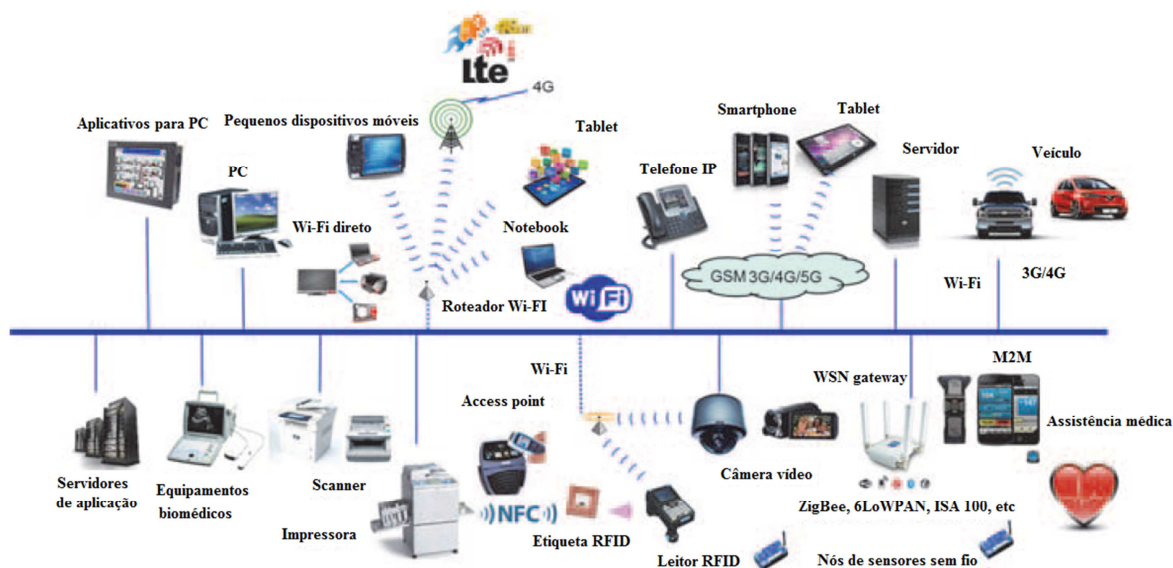 Lte
4G
Aplicativos para PC
Pequenos dispositivos móveis
Tablet
Smartphone
Tablet
PC
Telefone IP
Servidor
Veículo
Wi-Fi direto
Notebook
GSM 3G/4G/5G
Wi-Fi
3G/4G
Roteador Wi-FI
Wi Fi
Wi-Fi
M2M
WSN gateway
Access point
Assistência médica
Servidores
de aplicação
Equipamentos
biomédicos
Scanner
Câmera vídeo
Impressora
NFC
Etiqueta RFID
Leitor RFID
ZigBee, 6LoWPAN, ISA 100, etc
Nós de sensores sem fio